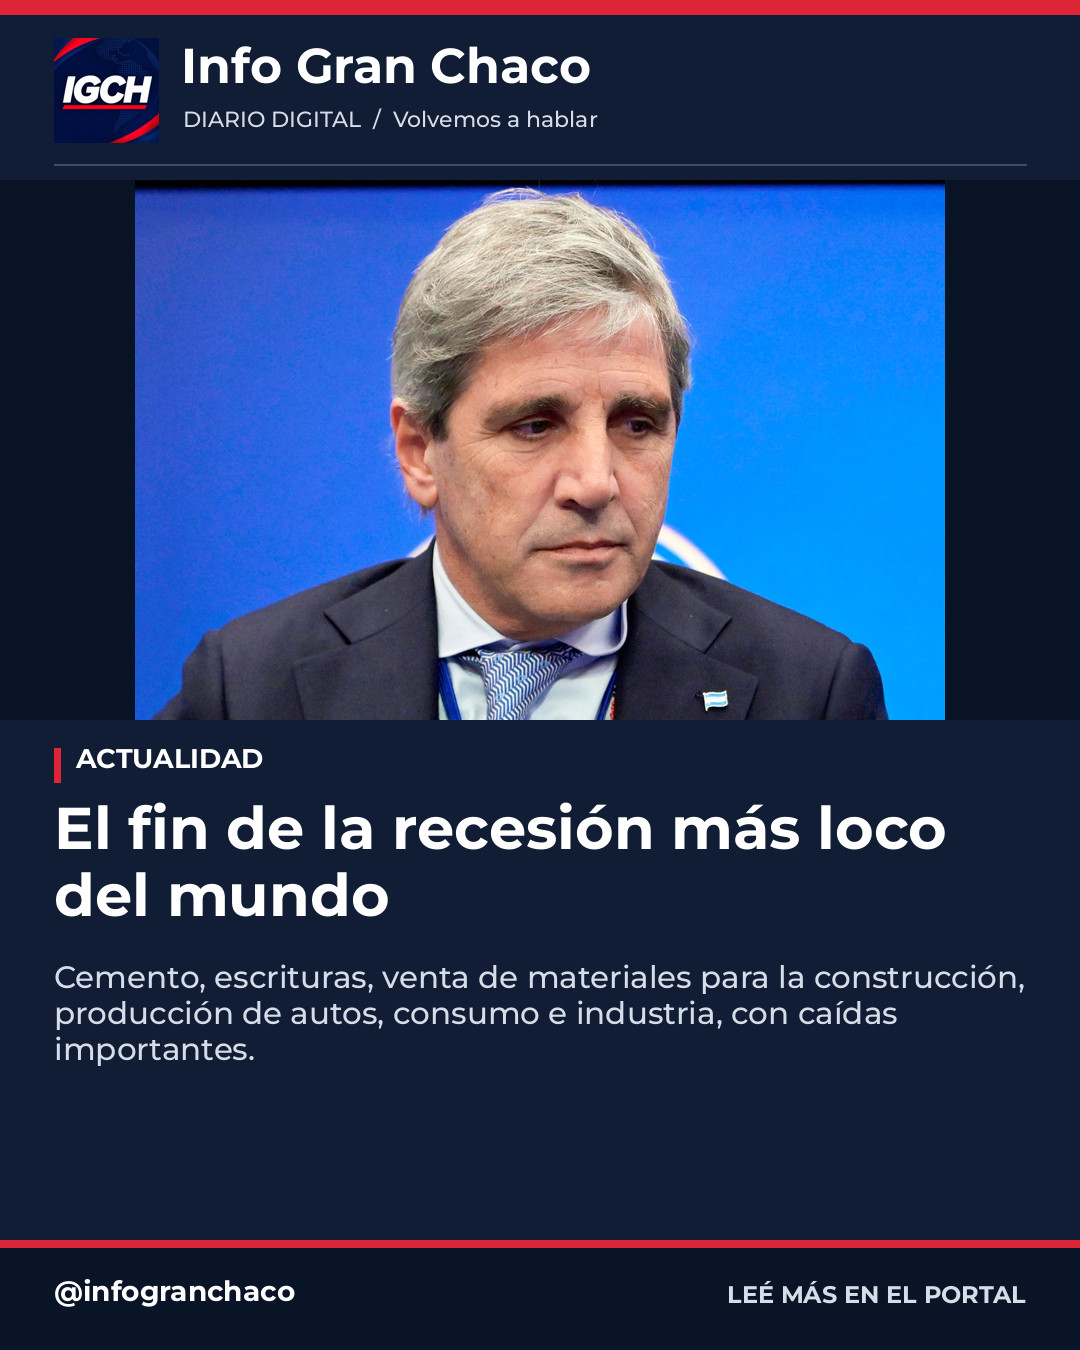 IGCH
Info Gran Chaco
DIARIO DIGITAL / Volvemos a hablar
ACTUALIDAD
El fin de la recesión más loco
del mundo
Cemento, escrituras, venta de materiales para la construcción,
producción de autos, consumo e industria, con caídas
importantes.
@infogranchaco
LEÉ MÁS EN EL PORTAL